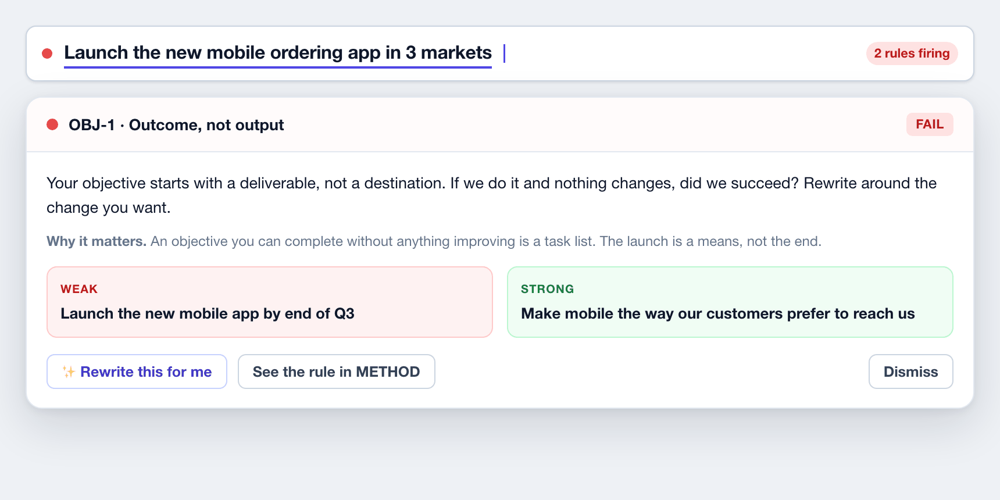 Launch the new mobile ordering app in 3 markets
2 rules firing
OBJ-1 · Outcome, not output
FAIL
Your objective starts with a deliverable, not a destination. If we do it and nothing changes, did we succeed? Rewrite around the
change you want.
Why it matters. An objective you can complete without anything improving is a task list. The launch is a means, not the end.
WEAK
Launch the new mobile app by end of Q3
STRONG
Make mobile the way our customers prefer to reach us
✨ Rewrite this for me
See the rule in METHOD
Dismiss